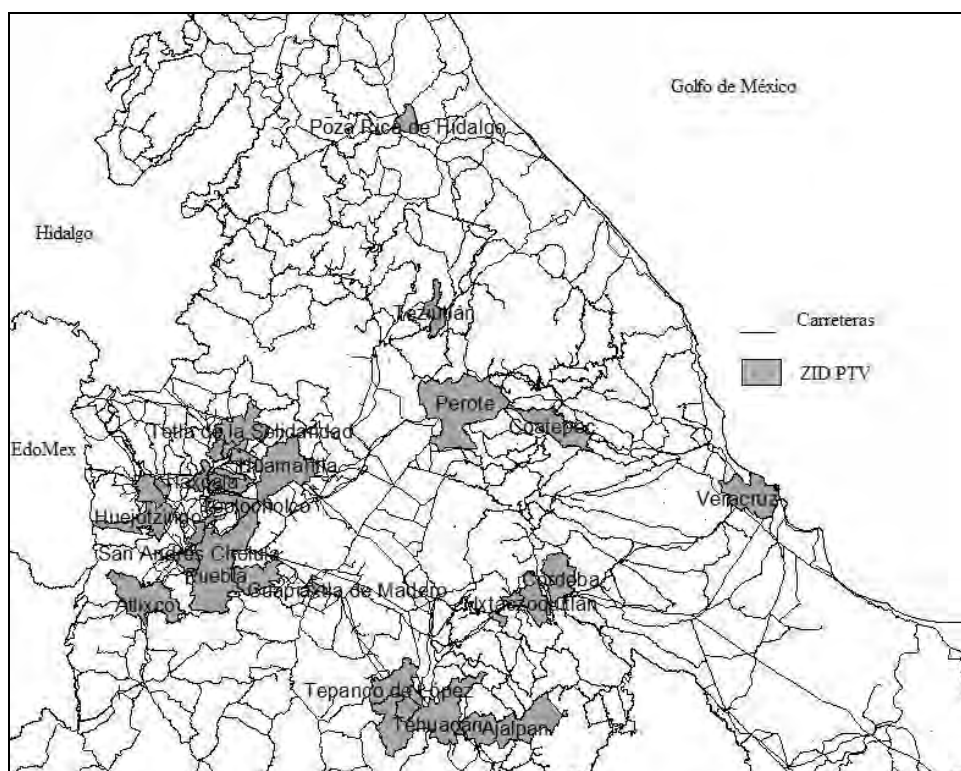 Golfo de México
Poza Rica de Hidalgo
Hidalgo
Teziutlán
Carreteras
ZID PTV
Perote
Coatepec
Tetla de la Solidaridad
EdoMex
Huamantla
Tlaxcala
Veracruz
Teolocholco
Huejotzingo
San Andrés Cholula
Puebla
Cuapiaxtla de Madero
Córdoba
Ixtaczoquitlán
Atlixco
Tepanco de López
Tehuacán
Ajalpan